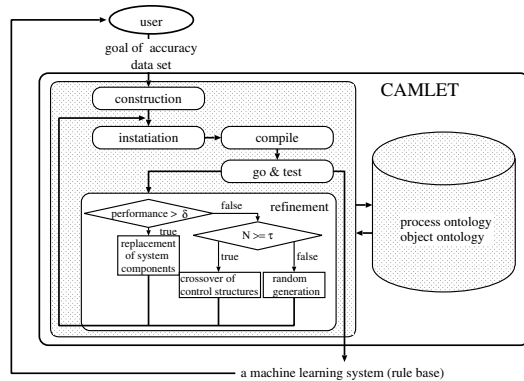 user
goal of accuracy
data set
CAMLET
construction
instatiation
compile
go & test
refinement
performance > δ
false
true
replacement
of system
components
N >= τ
true
false
crossover of
control structures
random
generation
process ontology
object ontology
a machine learning system (rule base)